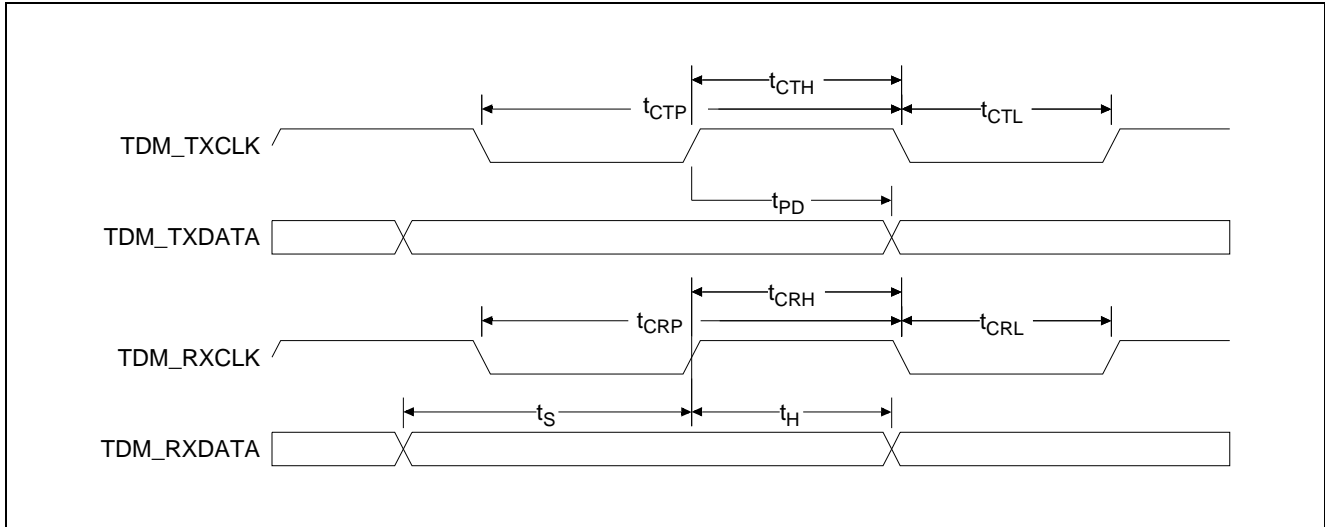 tCTH
tCTP
tCTL
TDM_TXCLK
tPD
TDM_TXDATA
tCRH
tCRP
tCRL
TDM_RXCLK
tS
tH
TDM_RXDATA